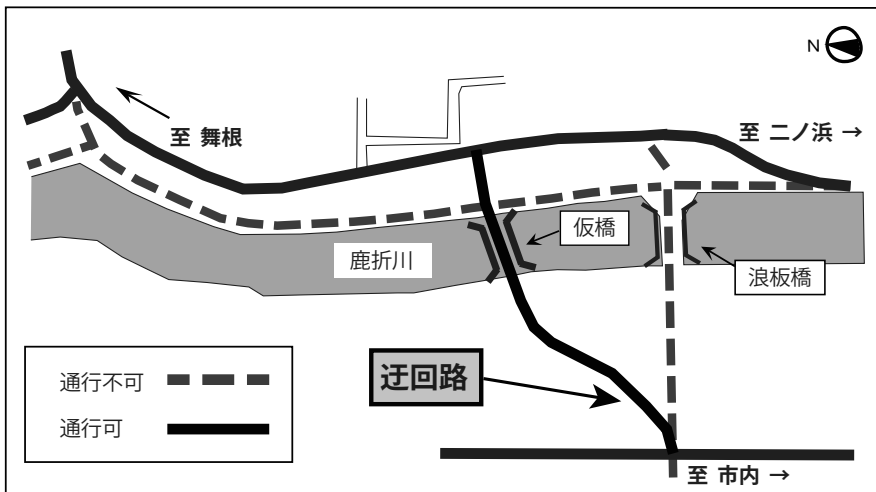 N
至 舞根
至 二ノ浜 →
仮橋
鹿折川
浪板橋
迂回路
通行不可
通行可
至 市内 →